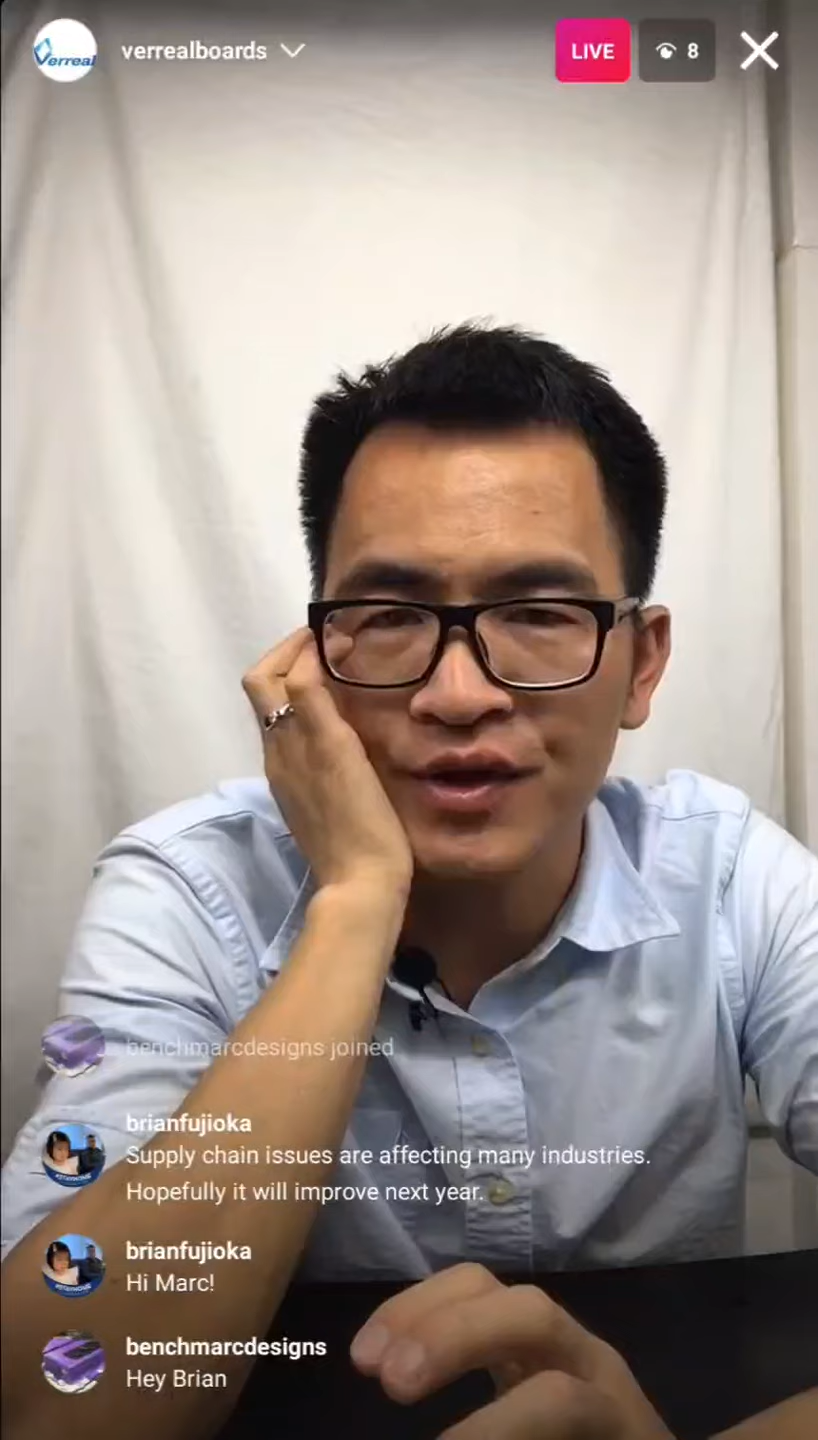 Verreal
verrealboards
LIVE
8
benchmarcdesigns joined
brianfujioka
Supply chain issues are affecting many industries.
Hopefully it will improve next year.
brianfujioka
Hi Marc!
benchmarcdesigns
Hey Brian